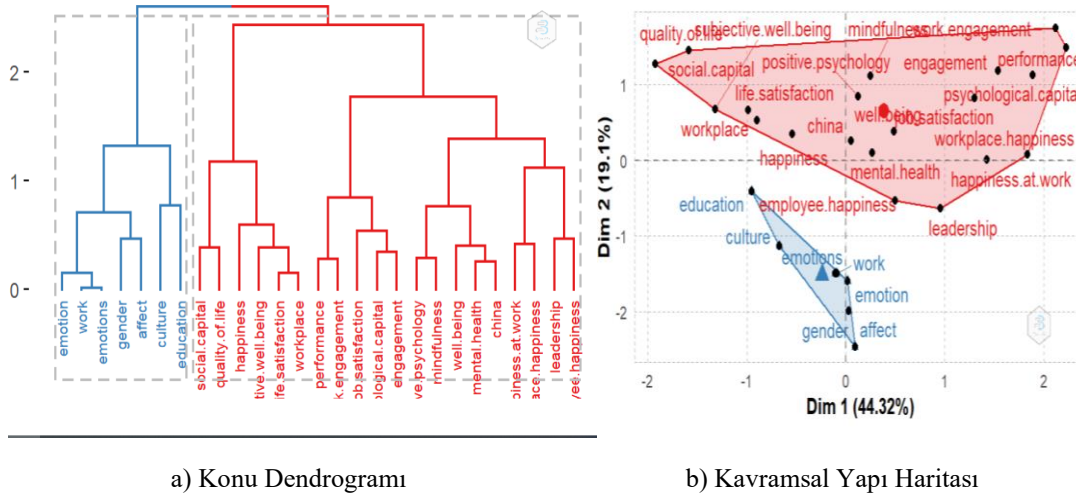 2
1
0
emotion
work
emotions
gender
affect
culture
education
social.capital
quality.of.life
happiness
tive.well.being
ife.satisfaction
workplace
performance
k.engagement
ob.satisfaction
ological.capital
engagement
ve.psychology
mindfulness
well.being
mental.health
china
piness.at.work
ace.happiness
leadership
yee.happiness
a) Konu Dendrogramı
Dim 2 (19.1%)
1
0
-1
-2
quality.of.life
subjective.well.being
mindfulness
work.engagement
social.capital
positive.psychology
engagement
performance
life.satisfaction
psychological.capital
workplace
china
well.being
job.satisfaction
workplace.happiness
happiness
mental.health
happiness.at.work
education
employee.happiness
leadership
culture
emotions
work
emotion
gender
affect
-2
-1
0
1
2
Dim 1 (44.32%)
b) Kavramsal Yapı Haritası